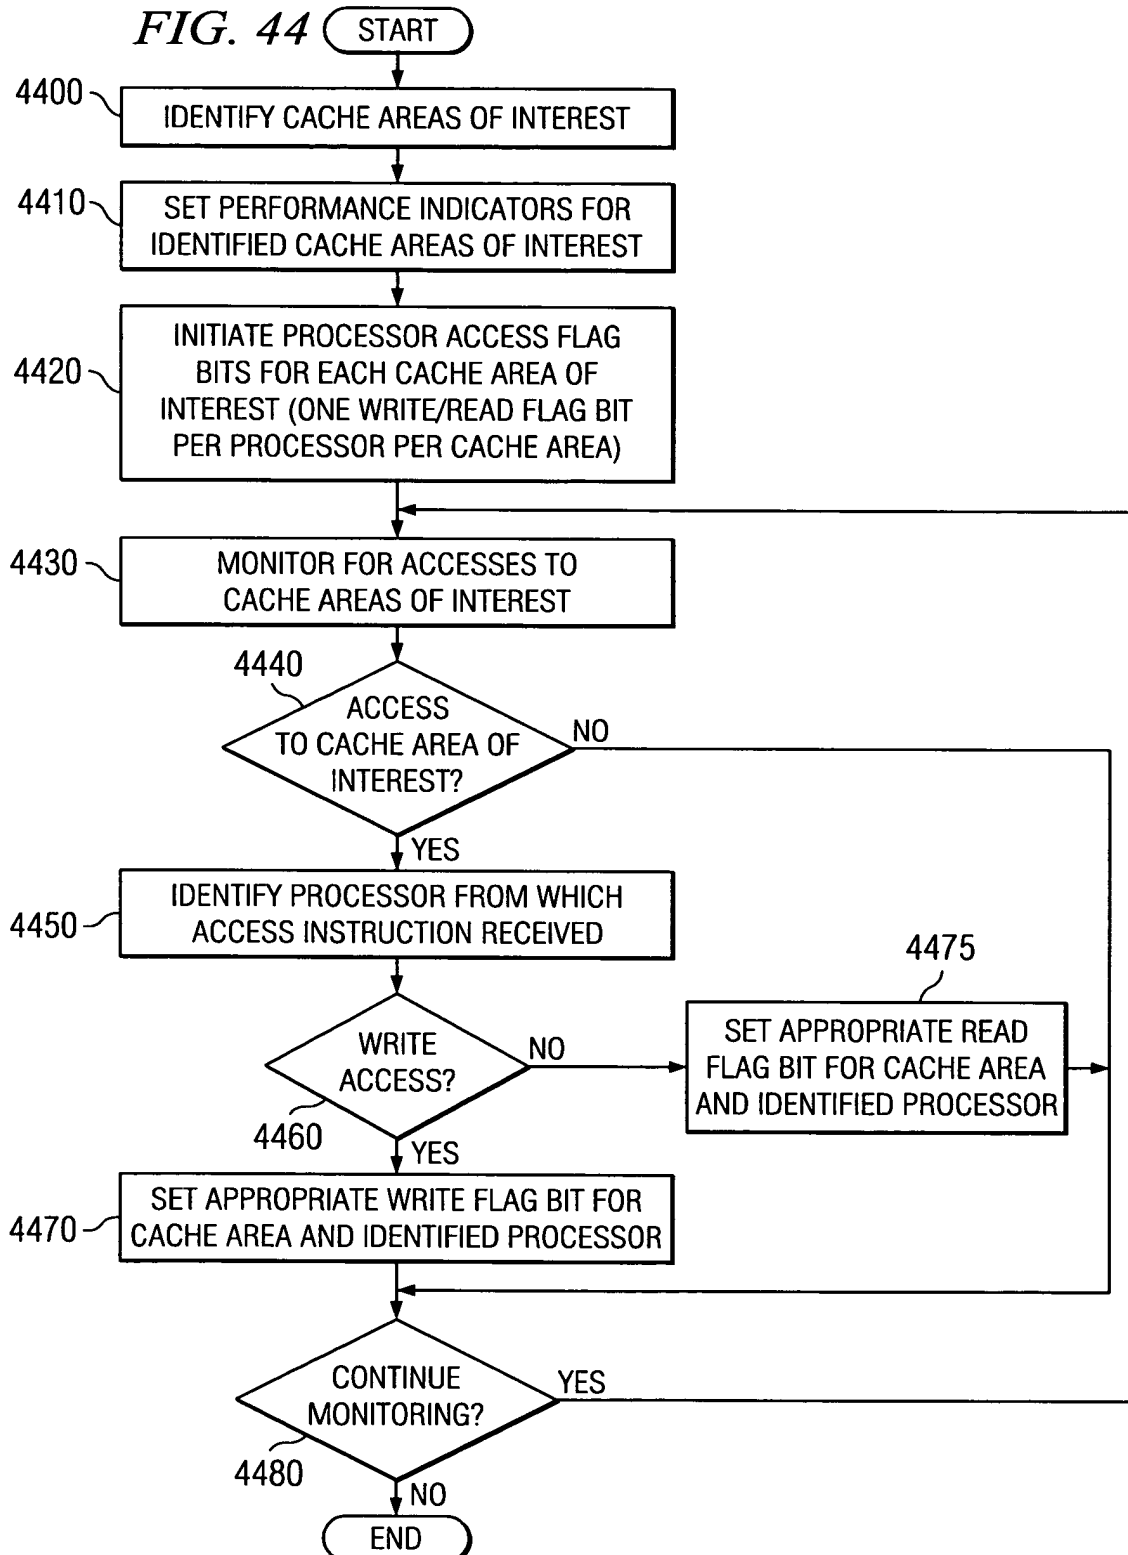 FIG. 44
START
4400
IDENTIFY CACHE AREAS OF INTEREST
4410
SET PERFORMANCE INDICATORS FOR
IDENTIFIED CACHE AREAS OF INTEREST
4420
INITIATE PROCESSOR ACCESS FLAG
BITS FOR EACH CACHE AREA OF
INTEREST (ONE WRITE/READ FLAG BIT
PER PROCESSOR PER CACHE AREA)
4430
MONITOR FOR ACCESSES TO
CACHE AREAS OF INTEREST
4440
ACCESS
TO CACHE AREA OF
INTEREST?
NO
YES
4450
IDENTIFY PROCESSOR FROM WHICH
ACCESS INSTRUCTION RECEIVED
4460
WRITE
ACCESS?
NO
4475
SET APPROPRIATE READ
FLAG BIT FOR CACHE AREA
AND IDENTIFIED PROCESSOR
YES
4470
SET APPROPRIATE WRITE FLAG BIT FOR
CACHE AREA AND IDENTIFIED PROCESSOR
CONTINUE
MONITORING?
YES
4480
NO
END